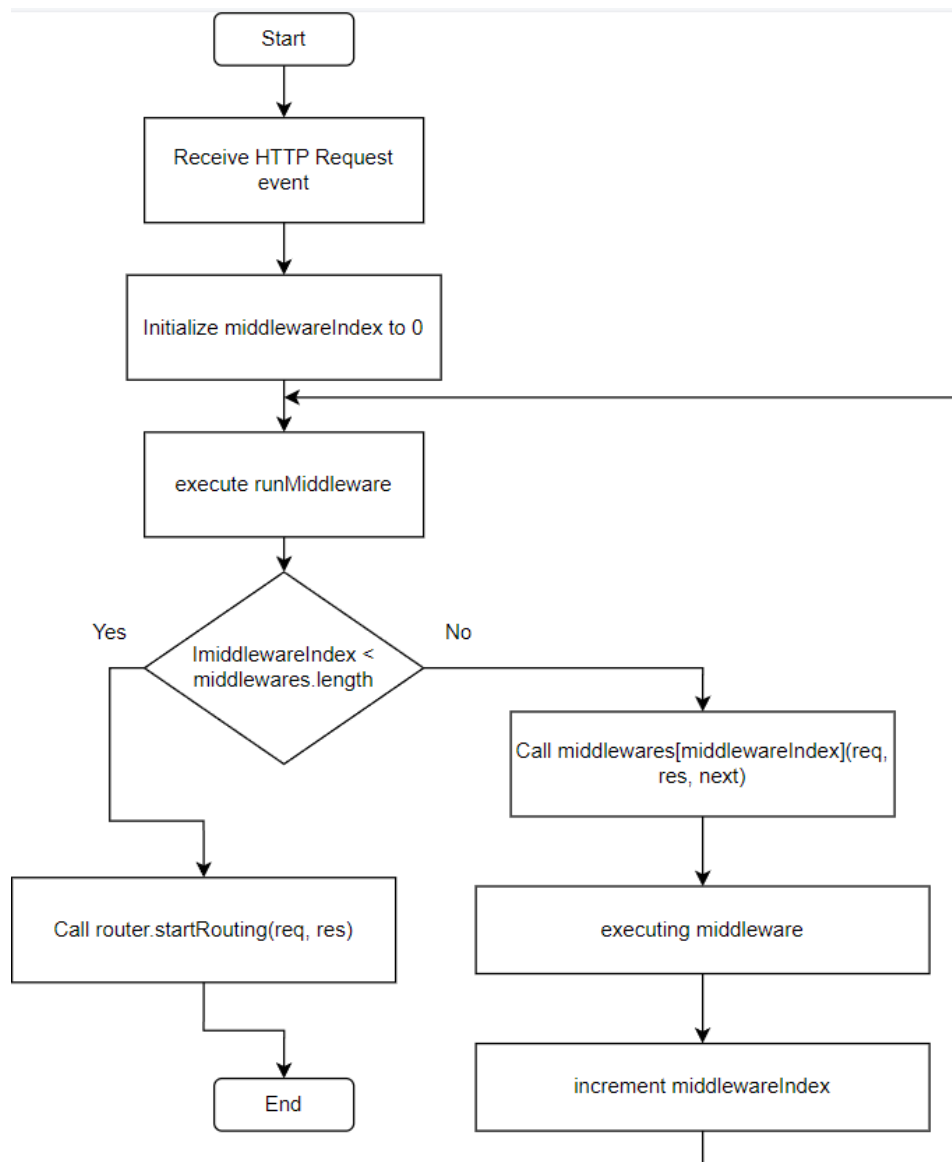 Start
Receive HTTP Request
event
Initialize middlewareIndex to 0
execute runMiddleware
Yes
No
ImiddlewareIndex <
middlewares.length
Call middlewares[middlewareIndex](req,
res, next)
Call router.startRouting(req, res)
executing middleware
increment middlewareIndex
End